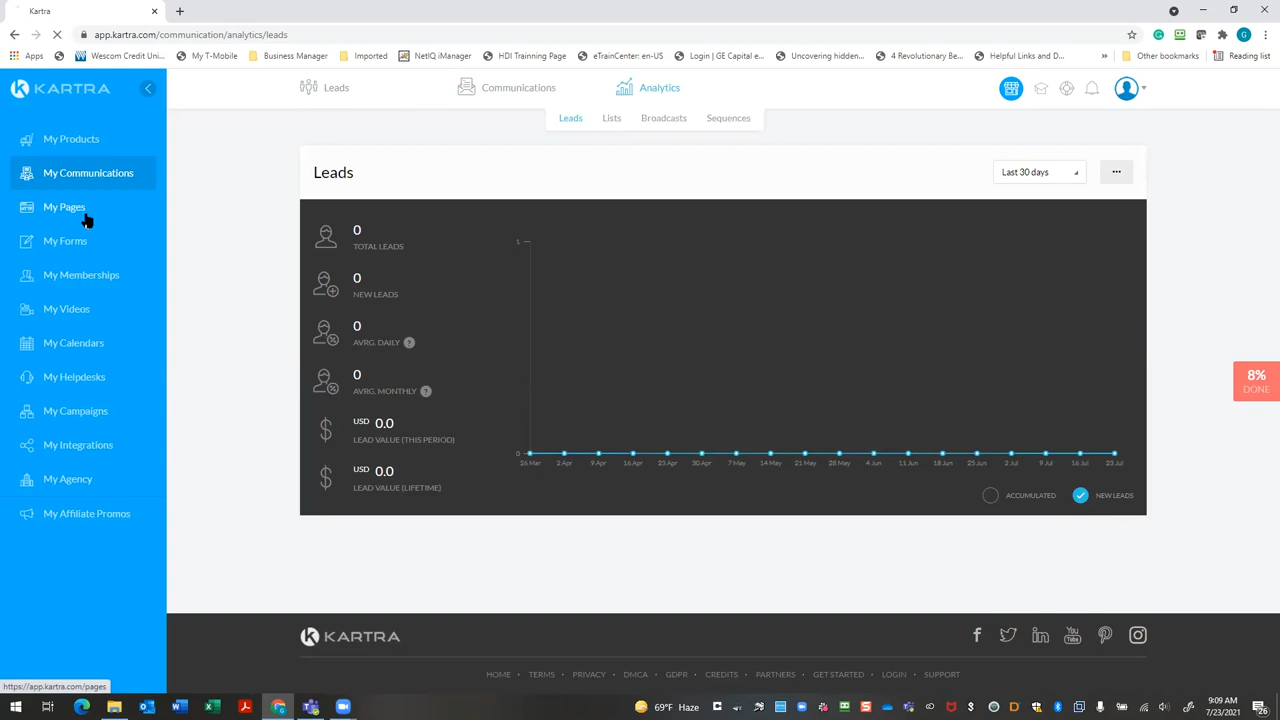 Kartra
app.kartra.com/communication/analytics/leads
Apps
Wescom Credit Uni...
My T-Mobile
Business Manager
Imported
NetIQ iManager
HDI Training Page
eTrainCenter: en-US
Login | GE Capital e...
Uncovering hidden...
4 Revolutionary Be...
Helpful Links and D...
»
Other bookmarks
Reading list
KARTRA
Leads
Communications
Analytics
Leads
Lists
Broadcasts
Sequences
My Products
My Communications
My Pages
My Forms
My Memberships
My Videos
My Calendars
My Helpdesks
My Campaigns
My Integrations
My Agency
My Affiliate Promos
Leads
Last 30 days
0
TOTAL LEADS
0
NEW LEADS
0
AVRG. DAILY ?
0
AVRG. MONTHLY ?
USD 0.0
LEAD VALUE (THIS PERIOD)
USD 0.0
LEAD VALUE (LIFETIME)
1
0
26 Mar 2 Apr 9 Apr 16 Apr 23 Apr 30 Apr 7 May 14 May 21 May 28 May 4 Jun 11 Jun 18 Jun 25 Jun 2 Jul 9 Jul 16 Jul 23 Jul
ACCUMULATED
NEW LEADS
8%
DONE
KARTRA
HOME • TERMS • PRIVACY • DMCA • GDPR • CREDITS • PARTNERS • GET STARTED • LOGIN • SUPPORT
https://app.kartra.com/pages
69°F Haze
9:09 AM
7/23/2021
26